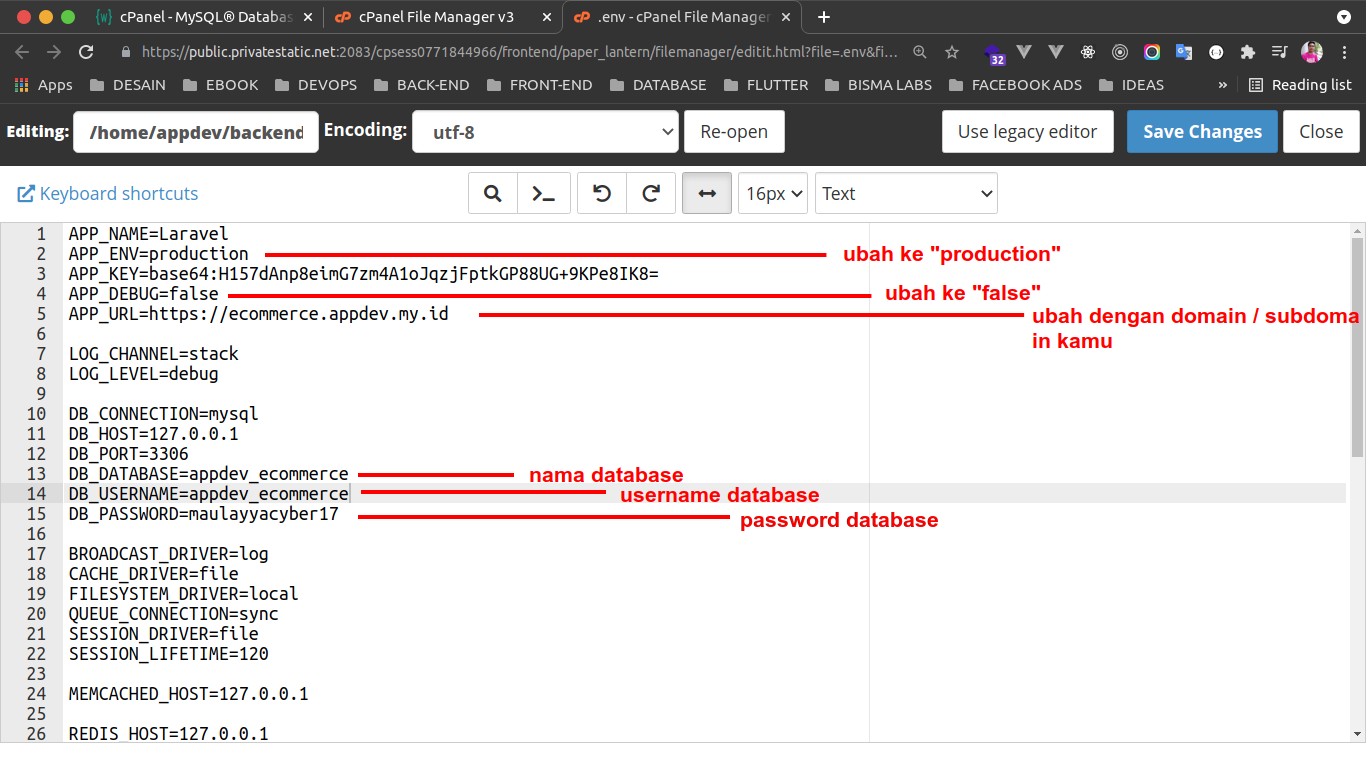 cPanel - MySQL® Databas
cPanel File Manager v3
.env - cPanel File Manager
https://public.privatestatic.net:2083/cpsess0771844966/frontend/paper_lantern/filemanager/editit.html?file=.env&fi...
32
Apps
DESAIN
EBOOK
DEVOPS
BACK-END
FRONT-END
DATABASE
FLUTTER
BISMA LABS
FACEBOOK ADS
IDEAS
»
Reading list
Editing: /home/appdev/backend Encoding: utf-8 Re-open Use legacy editor Save Changes Close
Keyboard shortcuts
16px
Text
1 APP_NAME=Laravel
2 APP_ENV=production ubah ke "production"
3 APP_KEY=base64:H157dAnp8eimG7zm4A1oJqzjFptkGP88UG+9KPe8IK8=
4 APP_DEBUG=false ubah ke "false"
5 APP_URL=https://ecommerce.appdev.my.id ubah dengan domain / subdoma
in kamu
6
7 LOG_CHANNEL=stack
8 LOG_LEVEL=debug
9
10 DB_CONNECTION=mysql
11 DB_HOST=127.0.0.1
12 DB_PORT=3306
13 DB_DATABASE=appdev_ecommerce nama database
14 DB_USERNAME=appdev_ecommerce username database
15 DB_PASSWORD=maulayyacyber17 password database
16
17 BROADCAST_DRIVER=log
18 CACHE_DRIVER=file
19 FILESYSTEM_DRIVER=local
20 QUEUE_CONNECTION=sync
21 SESSION_DRIVER=file
22 SESSION_LIFETIME=120
23
24 MEMCACHED_HOST=127.0.0.1
25
26 REDIS_HOST=127.0.0.1